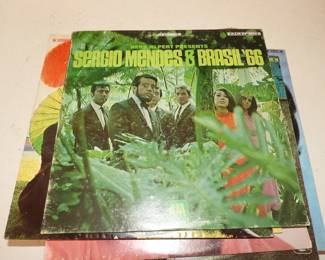 HERB ALPERT PRESENTS
SERGIO MENDES & BRASIL '66